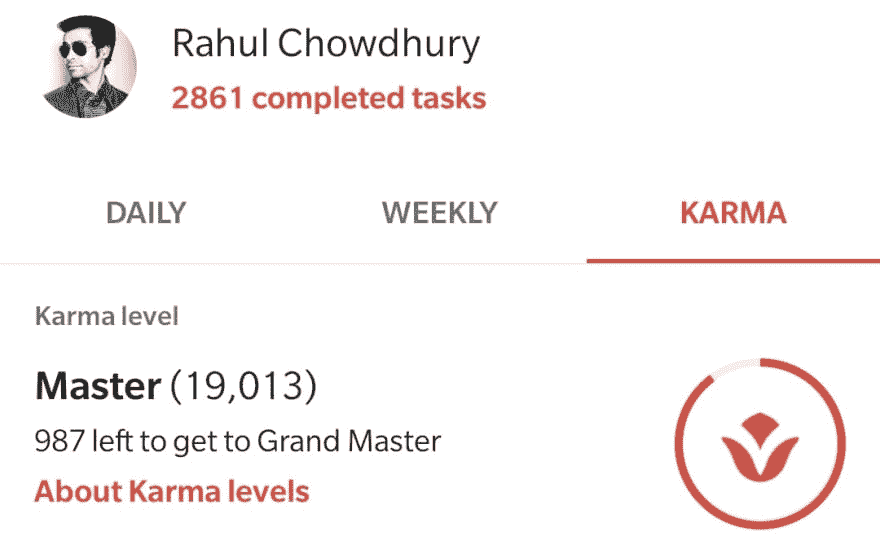 Rahul Chowdhury
2861 completed tasks
DAILY WEEKLY KARMA
Karma level
Master (19,013)
987 left to get to Grand Master
About Karma levels